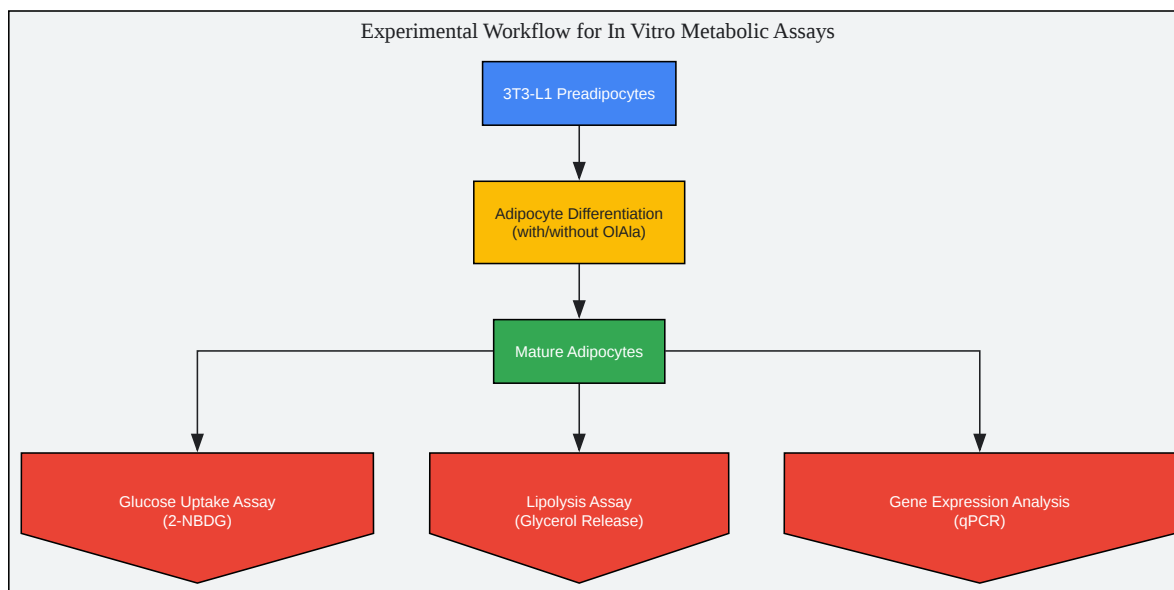 Experimental Workflow for In Vitro Metabolic Assays
3T3-L1 Preadipocytes
Adipocyte Differentiation
(with/without OlAla)
Mature Adipocytes
Glucose Uptake Assay
(2-NBDG)
Lipolysis Assay
(Glycerol Release)
Gene Expression Analysis
(qPCR)